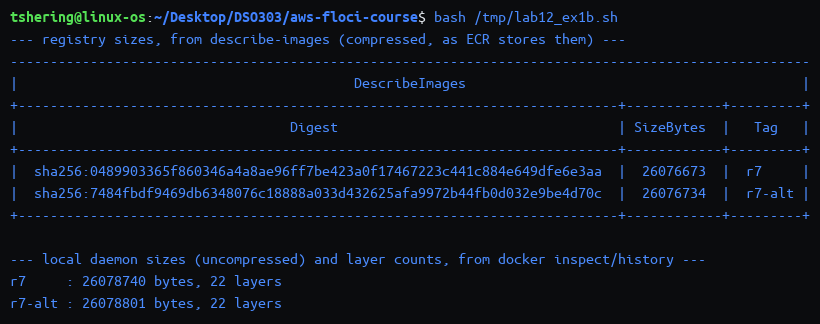 tshering@linux-os:~/Desktop/DSO303/aws-floci-course$ bash /tmp/lab12_ex1b.sh
--- registry sizes, from describe-images (compressed, as ECR stores them) ---
----------------------------------------------------------------------------------------------------
|                                          DescribeImages                                          |
+---------------------------------------------------------------------------+------------+---------+
|                                  Digest                                   | SizeBytes  |   Tag   |
+---------------------------------------------------------------------------+------------+---------+
|  sha256:0489903365f860346a4a8ae96ff7be423a0f17467223c441c884e649dfe6e3aa  |  26076673  |  r7     |
|  sha256:7484fbdf9469db6348076c18888a033d432625afa9972b44fb0d032e9be4d70c  |  26076734  |  r7-alt |
+---------------------------------------------------------------------------+------------+---------+
--- local daemon sizes (uncompressed) and layer counts, from docker inspect/history ---
r7     : 26078740 bytes, 22 layers
r7-alt : 26078801 bytes, 22 layers